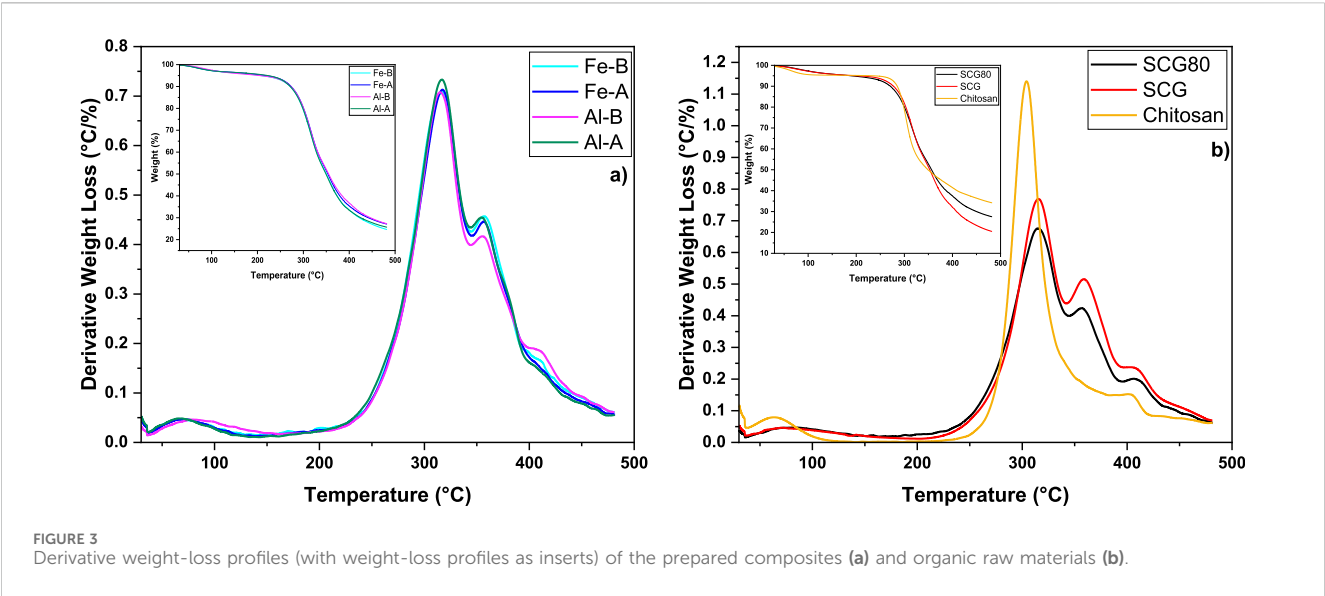 0.8
0.7
0.6
0.5
0.4
0.3
0.2
0.1
0.0
100
200
300
400
500
Derivative Weight Loss (°C/%)
Temperature (°C)
Fe-B
Fe-A
Al-B
Al-A
a)
100
90
80
70
60
50
40
30
20
100
200
300
400
500
Weight (%)
Temperature (°C)
Fe-B
Fe-A
Al-B
Al-A
1.2
1.1
1.0
0.9
0.8
0.7
0.6
0.5
0.4
0.3
0.2
0.1
0.0
100
200
300
400
500
Derivative Weight Loss (°C/%)
Temperature (°C)
SCG80
SCG
Chitosan
b)
100
90
80
70
60
50
40
30
20
10
100
200
300
400
500
Weight (%)
Temperature (°C)
SCG80
SCG
Chitosan
FIGURE 3
Derivative weight-loss profiles (with weight-loss profiles as inserts) of the prepared composites (a) and organic raw materials (b).